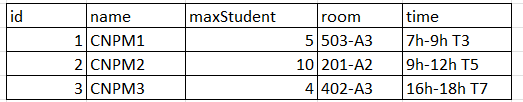 id name maxStudent room time
1 CNPM1 5 503-A3 7h-9h T3
2 CNPM2 10 201-A2 9h-12h T5
3 CNPM3 4 402-A3 16h-18h T7